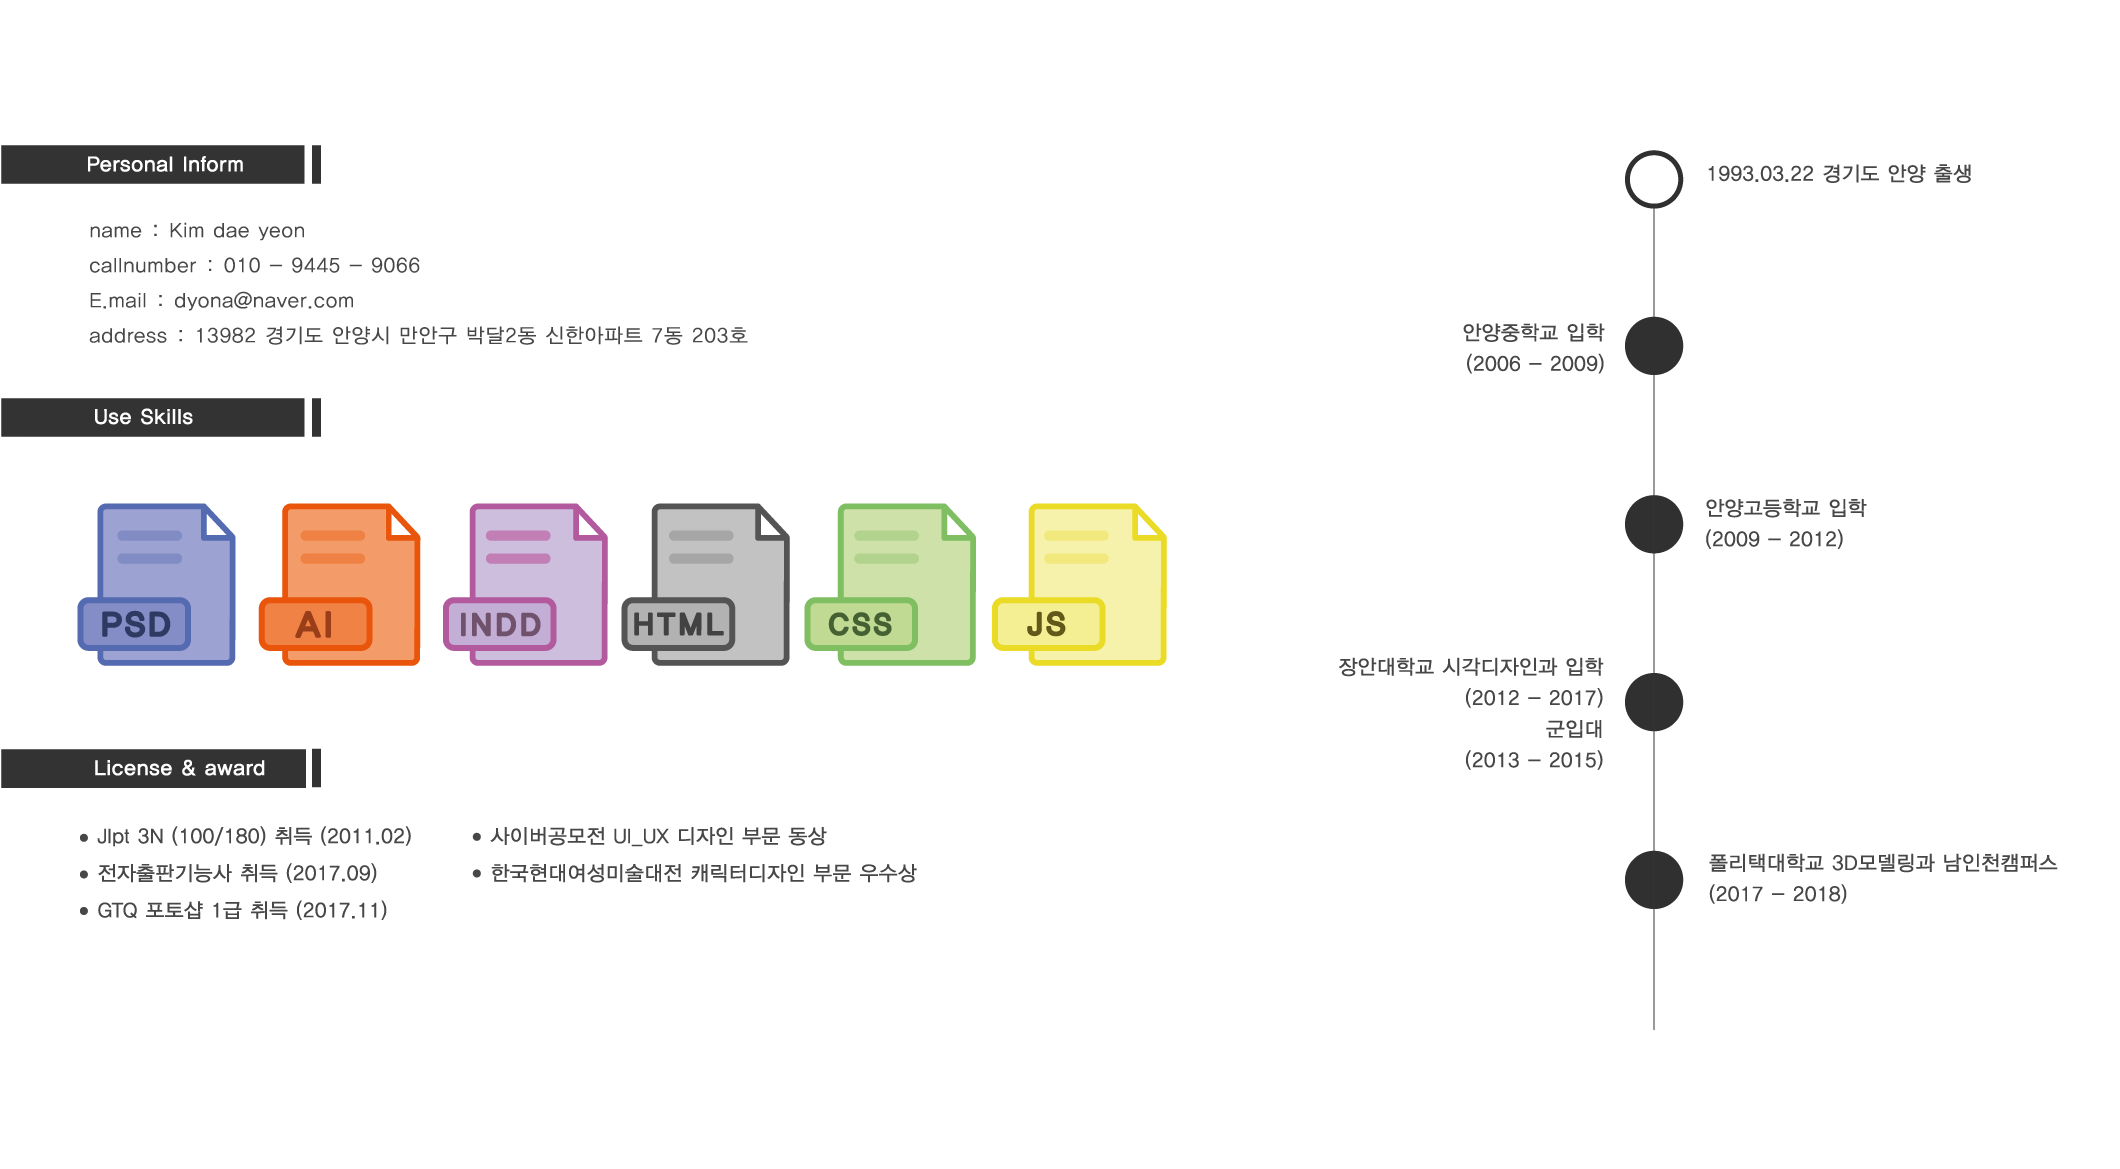 Personal Inform
name : Kim dae yeon
callnumber : 010 - 9445 - 9066
E.mail : dyona@naver.com
address : 13982 경기도 안양시 만안구 박달2동 신한아파트 7동 203호
Use Skills
PSD
AI
INDD
HTML
CSS
JS
License & award
• Jlpt 3N (100/180) 취득 (2011.02)
• 전자출판기능사 취득 (2017.09)
• GTQ 포토샵 1급 취득 (2017.11)
• 사이버공모전 UI_UX 디자인 부문 동상
• 한국현대여성미술대전 캐릭터디자인 부문 우수상
1993.03.22 경기도 안양 출생
안양중학교 입학
(2006 - 2009)
안양고등학교 입학
(2009 - 2012)
장안대학교 시각디자인과 입학
(2012 - 2017)
군입대
(2013 - 2015)
폴리택대학교 3D모델링과 남인천캠퍼스
(2017 - 2018)